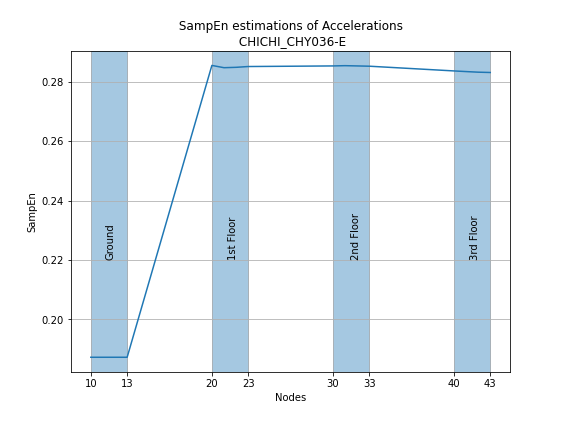 SampEn estimations of Accelerations
CHICHI_CHY036-E
0.28
0.26
0.24
0.22
0.20
SampEn
Ground
1st Floor
2nd Floor
3rd Floor
10 13 20 23 30 33 40 43
Nodes